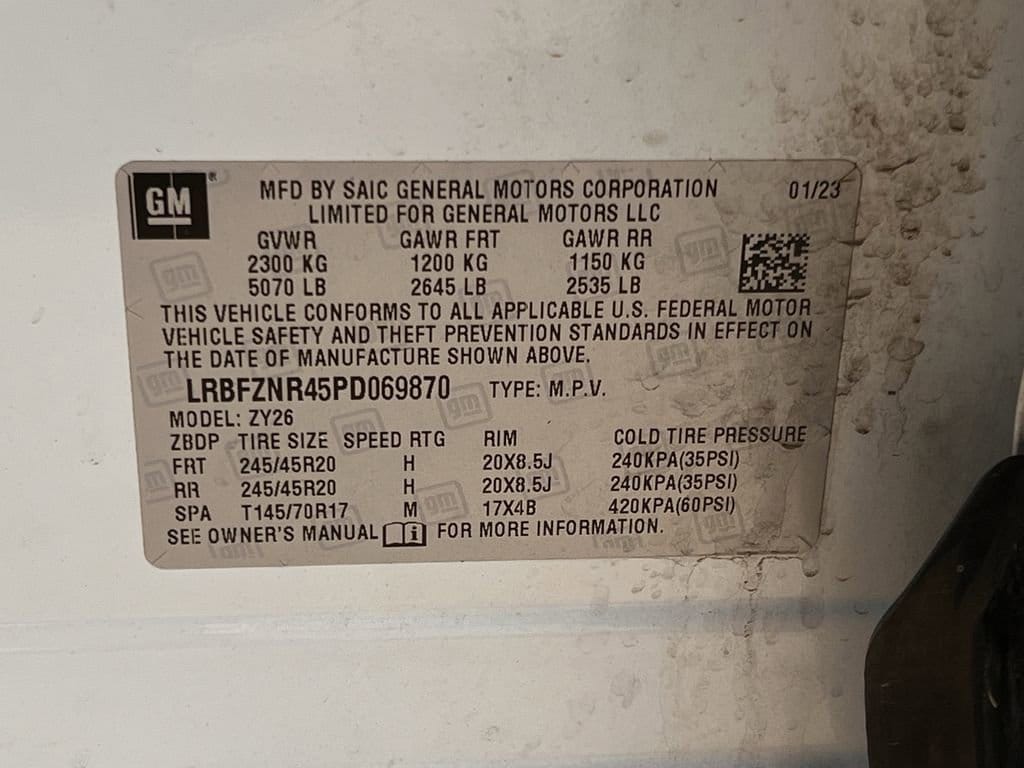 GM ® MFD BY SAIC GENERAL MOTORS CORPORATION 01/23
LIMITED FOR GENERAL MOTORS LLC
GVWR GAWR FRT GAWR RR
2300 KG 1200 KG 1150 KG
5070 LB 2645 LB 2535 LB
THIS VEHICLE CONFORMS TO ALL APPLICABLE U.S. FEDERAL MOTOR
VEHICLE SAFETY AND THEFT PREVENTION STANDARDS IN EFFECT ON
THE DATE OF MANUFACTURE SHOWN ABOVE.
LRBFZNR45PD069870 TYPE: M.P.V.
MODEL: ZY26
ZBDP TIRE SIZE SPEED RTG RIM COLD TIRE PRESSURE
FRT 245/45R20 H 20X8.5J 240KPA(35PSI)
RR 245/45R20 H 20X8.5J 240KPA(35PSI)
SPA T145/70R17 M 17X4B 420KPA(60PSI)
SEE OWNER'S MANUAL FOR MORE INFORMATION.